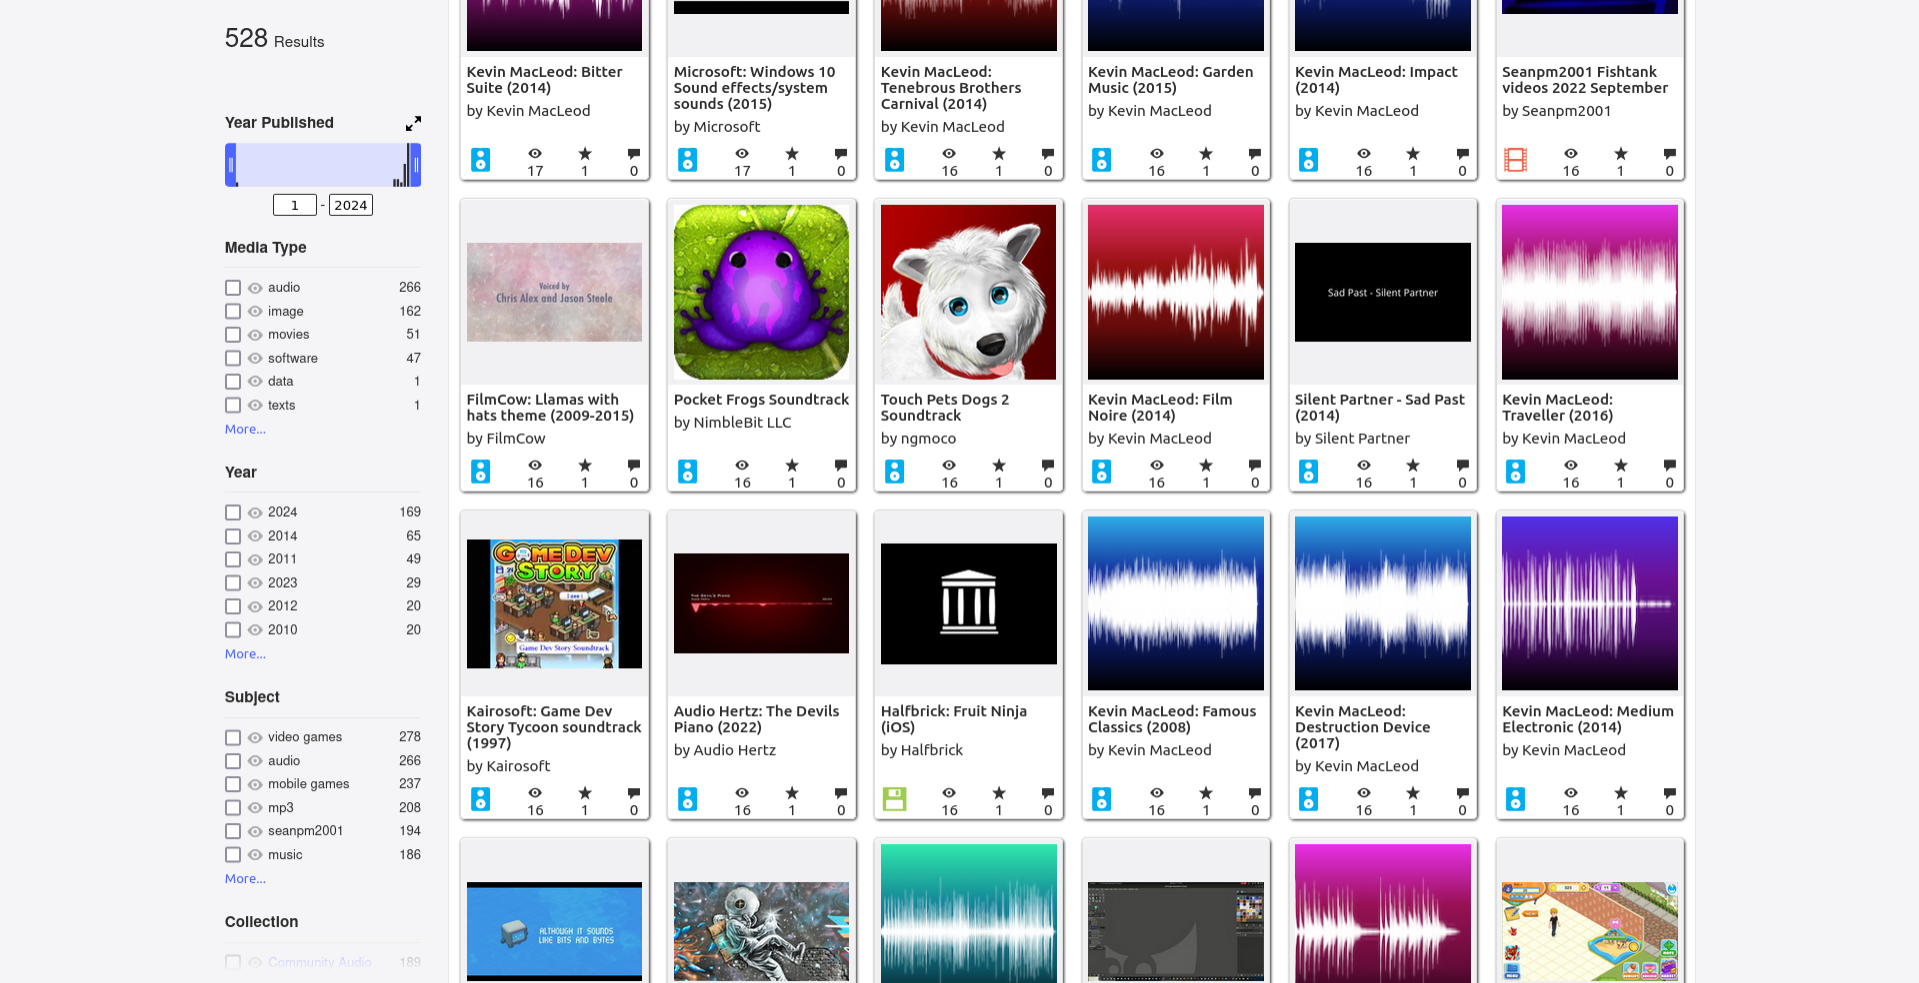 528 Results
Year Published
1 - 2024
Media Type
audio 266
image 162
movies 51
software 47
data 1
texts 1
More...
Year
2024 169
2014 65
2011 49
2023 29
2012 20
2010 20
More...
Subject
video games 278
audio 266
mobile games 237
mp3 208
seanpm2001 194
music 186
More...
Collection
Community Audio 189
Kevin MacLeod: Bitter
Suite (2014)
by Kevin MacLeod
17 1 0
Microsoft: Windows 10
Sound effects/system
sounds (2015)
by Microsoft
17 1 0
Kevin MacLeod:
Tenebrous Brothers
Carnival (2014)
by Kevin MacLeod
16 1 0
Kevin MacLeod: Garden
Music (2015)
by Kevin MacLeod
16 1 0
Kevin MacLeod: Impact
(2014)
by Kevin MacLeod
16 1 0
Seanpm2001 Fishtank
videos 2022 September
by Seanpm2001
16 1 0
Voiced by
Chris Alex and Jason Steele
FilmCow: Llamas with
hats theme (2009-2015)
by FilmCow
16 1 0
Pocket Frogs Soundtrack
by NimbleBit LLC
16 1 0
Touch Pets Dogs 2
Soundtrack
by ngmoco
16 1 0
Kevin MacLeod: Film
Noire (2014)
by Kevin MacLeod
16 1 0
Sad Past - Silent Partner
Silent Partner - Sad Past
(2014)
by Silent Partner
16 1 0
Kevin MacLeod:
Traveller (2016)
by Kevin MacLeod
16 1 0
GAME DEV
STORY
Game Dev Story Soundtrack
Kairosoft: Game Dev
Story Tycoon soundtrack
(1997)
by Kairosoft
16 1 0
THE DEVIL'S PIANO
Audio Hertz: The Devils
Piano (2022)
by Audio Hertz
16 1 0
Halfbrick: Fruit Ninja
(iOS)
by Halfbrick
16 1 0
Kevin MacLeod: Famous
Classics (2008)
by Kevin MacLeod
16 1 0
Kevin MacLeod:
Destruction Device
(2017)
by Kevin MacLeod
16 1 0
Kevin MacLeod: Medium
Electronic (2014)
by Kevin MacLeod
16 1 0
ALTHOUGH IT SOUNDS
LIKE BITS AND BYTES